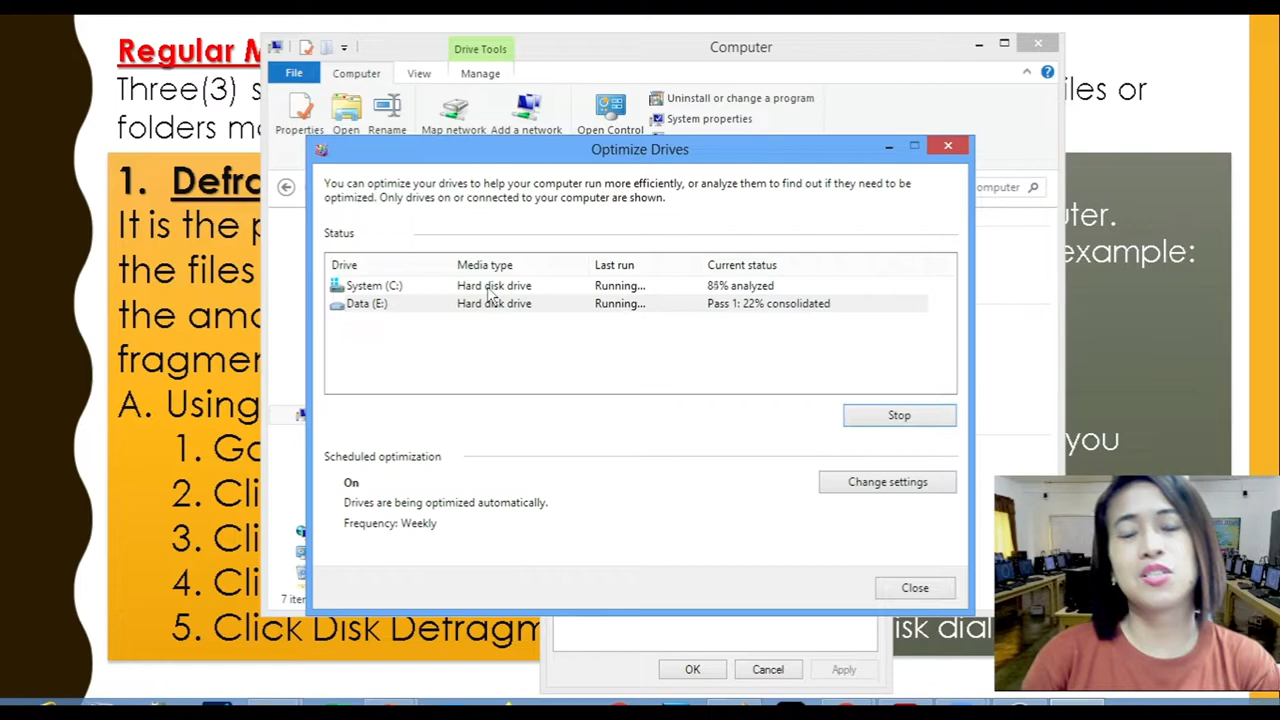 Regular M
Three(3) s
iles or
folders ma
1. Defra
It is the p
the files
the amo
fragmer
A. Using
1. Go
2. Cli
3. Cli
4. Cli
5. Click Disk Defragm
uter.
example:
you
isk dial
Drive Tools
Computer
File
Computer
View
Manage
Properties
Open
Rename
Map network
Add a network
Open Control
Uninstall or change a program
System properties
omputer
7 iter
Optimize Drives
You can optimize your drives to help your computer run more efficiently, or analyze them to find out if they need to be
optimized. Only drives on or connected to your computer are shown.
Status
Drive Media type Last run Current status
System (C:) Hard disk drive Running... analyzed
Data (E:) Hard disk drive Running... Pass 1: 22% consolidated
Stop
Scheduled optimization
On
Change settings
Drives are being optimized automatically.
Frequency: Weekly
Close
OK
Cancel
Apply